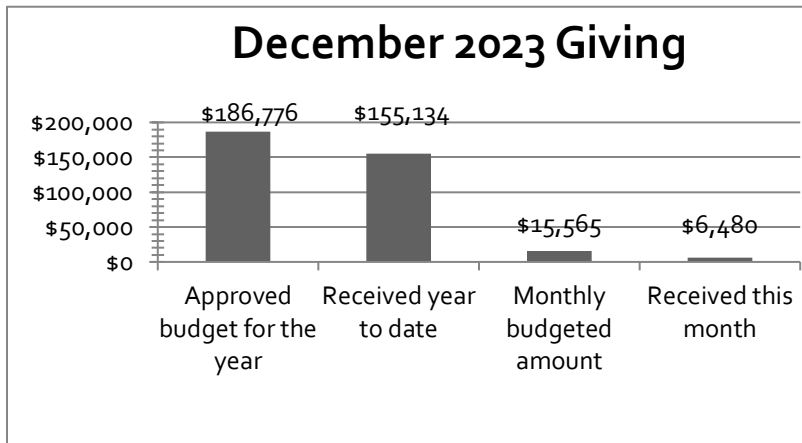 December 2023 Giving
$186,776
$155,134
$15,565
$6,480
$200,000
$150,000
$100,000
$50,000
$0
Approved
budget for the
year
Received year
to date
Monthly
budgeted
amount
Received this
month